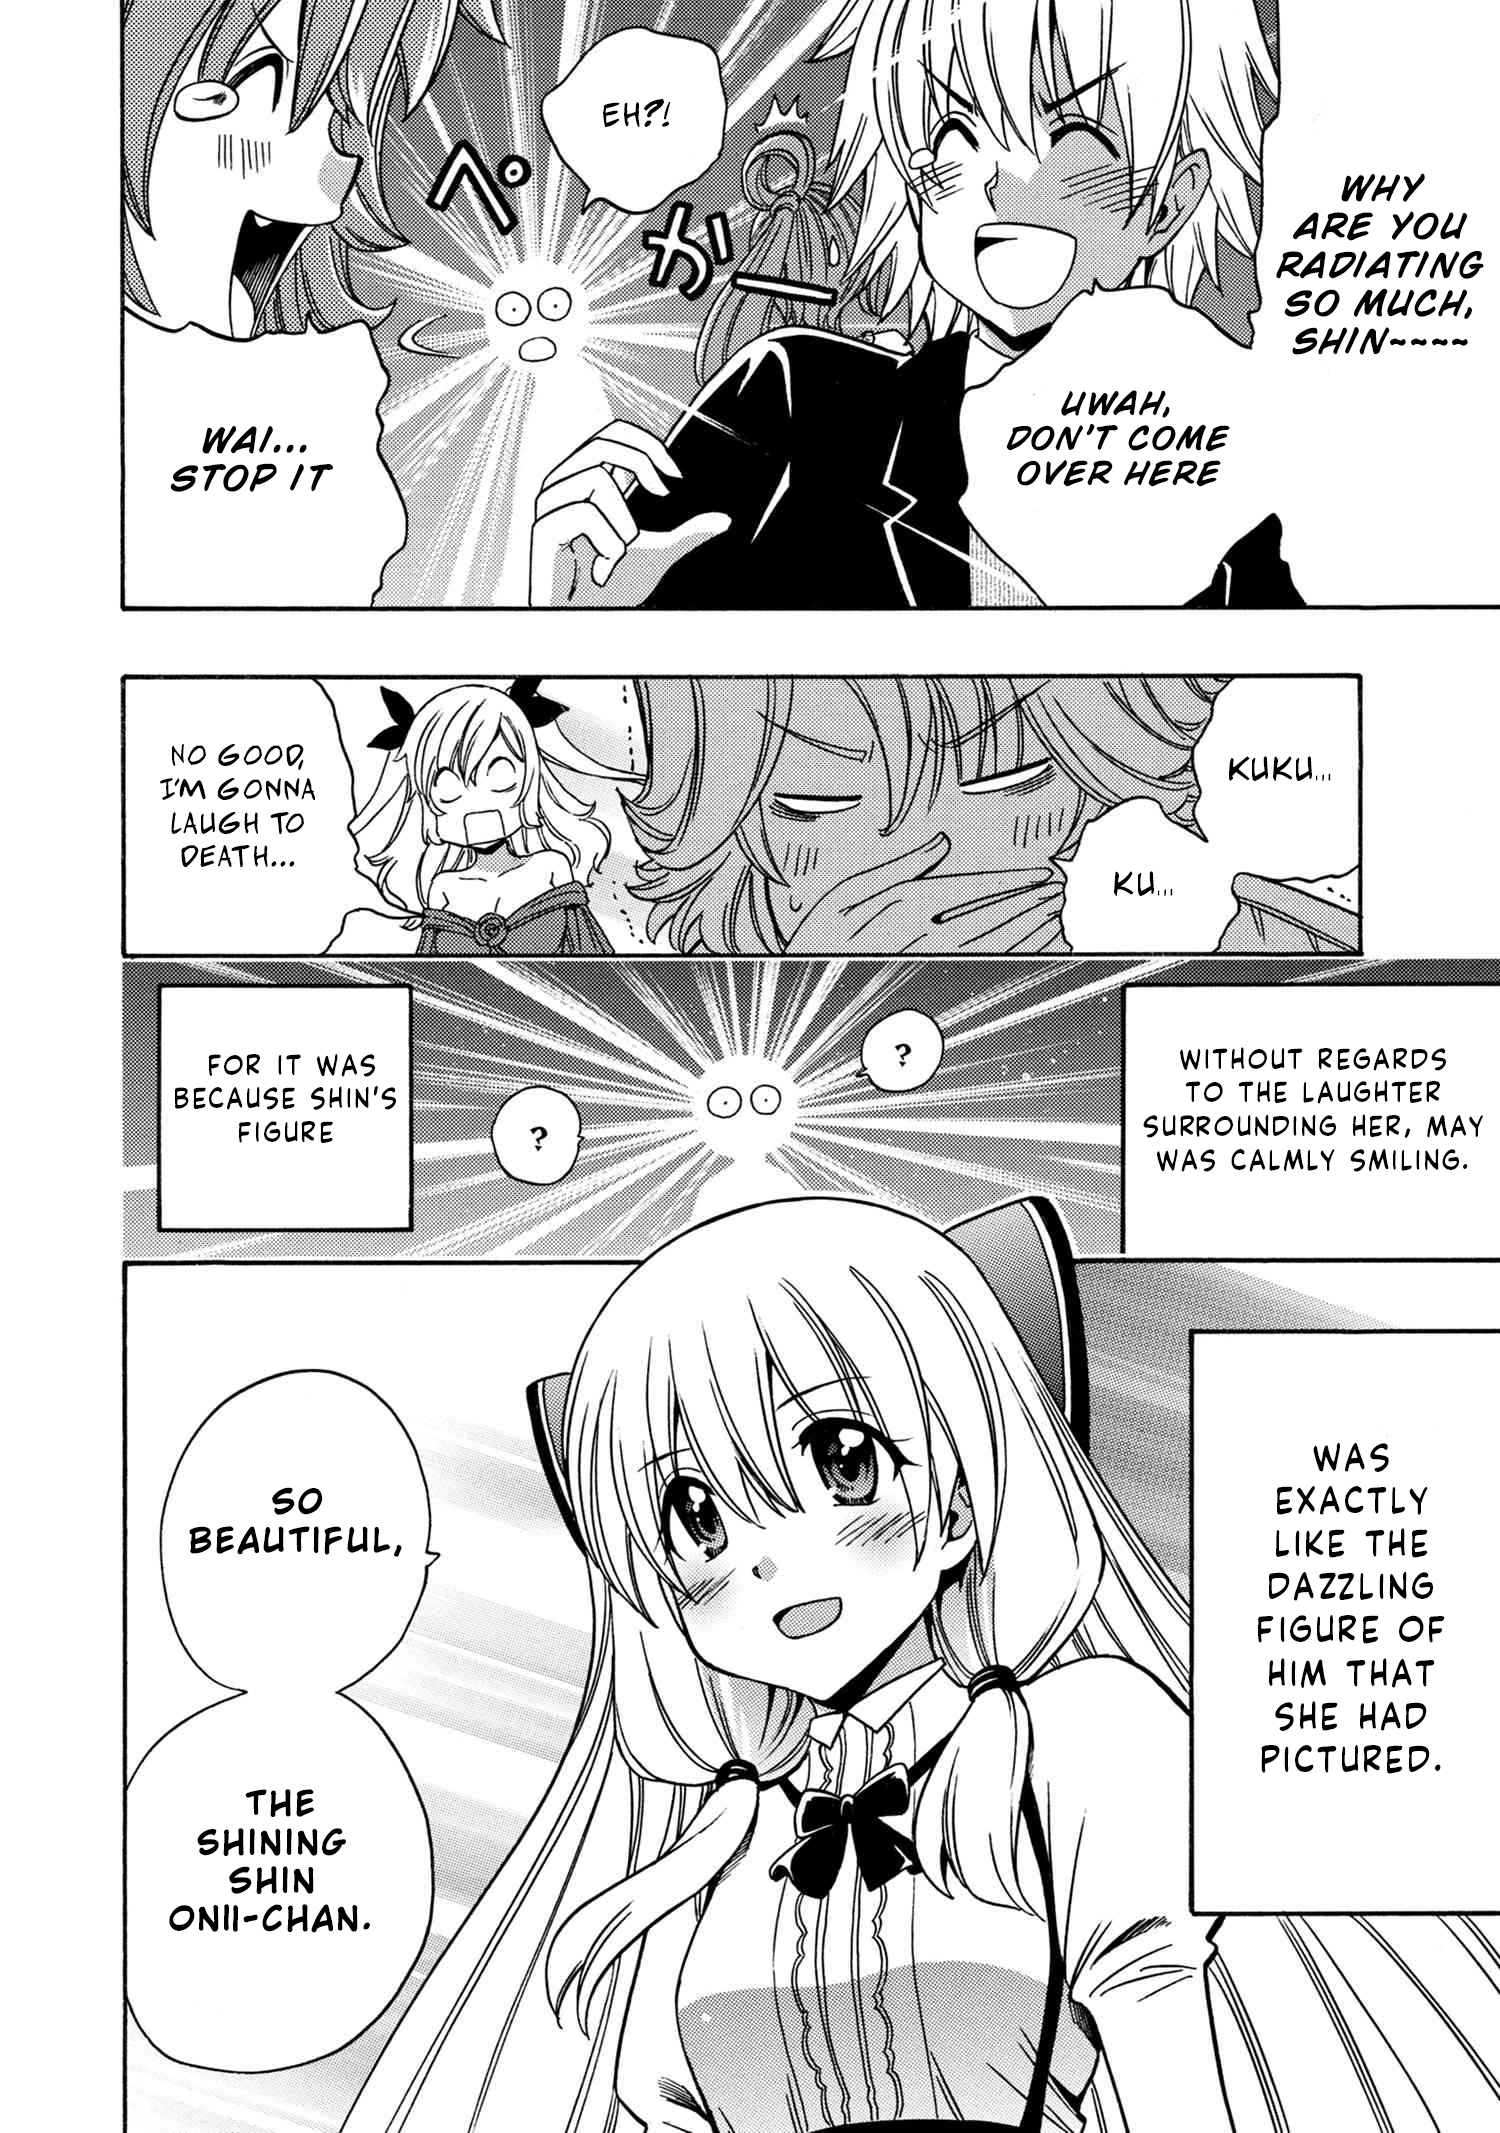 WHY
ARE YOU
RADIATING
SO MUCH,
SHIN~~~~
UWAH,
DON'T COME
OVER HERE
EH?!
ペカー
WAI...
STOP IT
KUKU...
KU...
NO GOOD,
I'M GONNA
LAUGH TO
DEATH...
WITHOUT REGARDS
TO THE LAUGHTER
SURROUNDING HER, MAY
WAS CALMLY SMILING.
?
?
FOR IT WAS
BECAUSE SHIN'S
FIGURE
WAS
EXACTLY
LIKE THE
DAZZLING
FIGURE OF
HIM THAT
SHE HAD
PICTURED.
SO
BEAUTIFUL,
THE
SHINING
SHIN
ONII-CHAN.